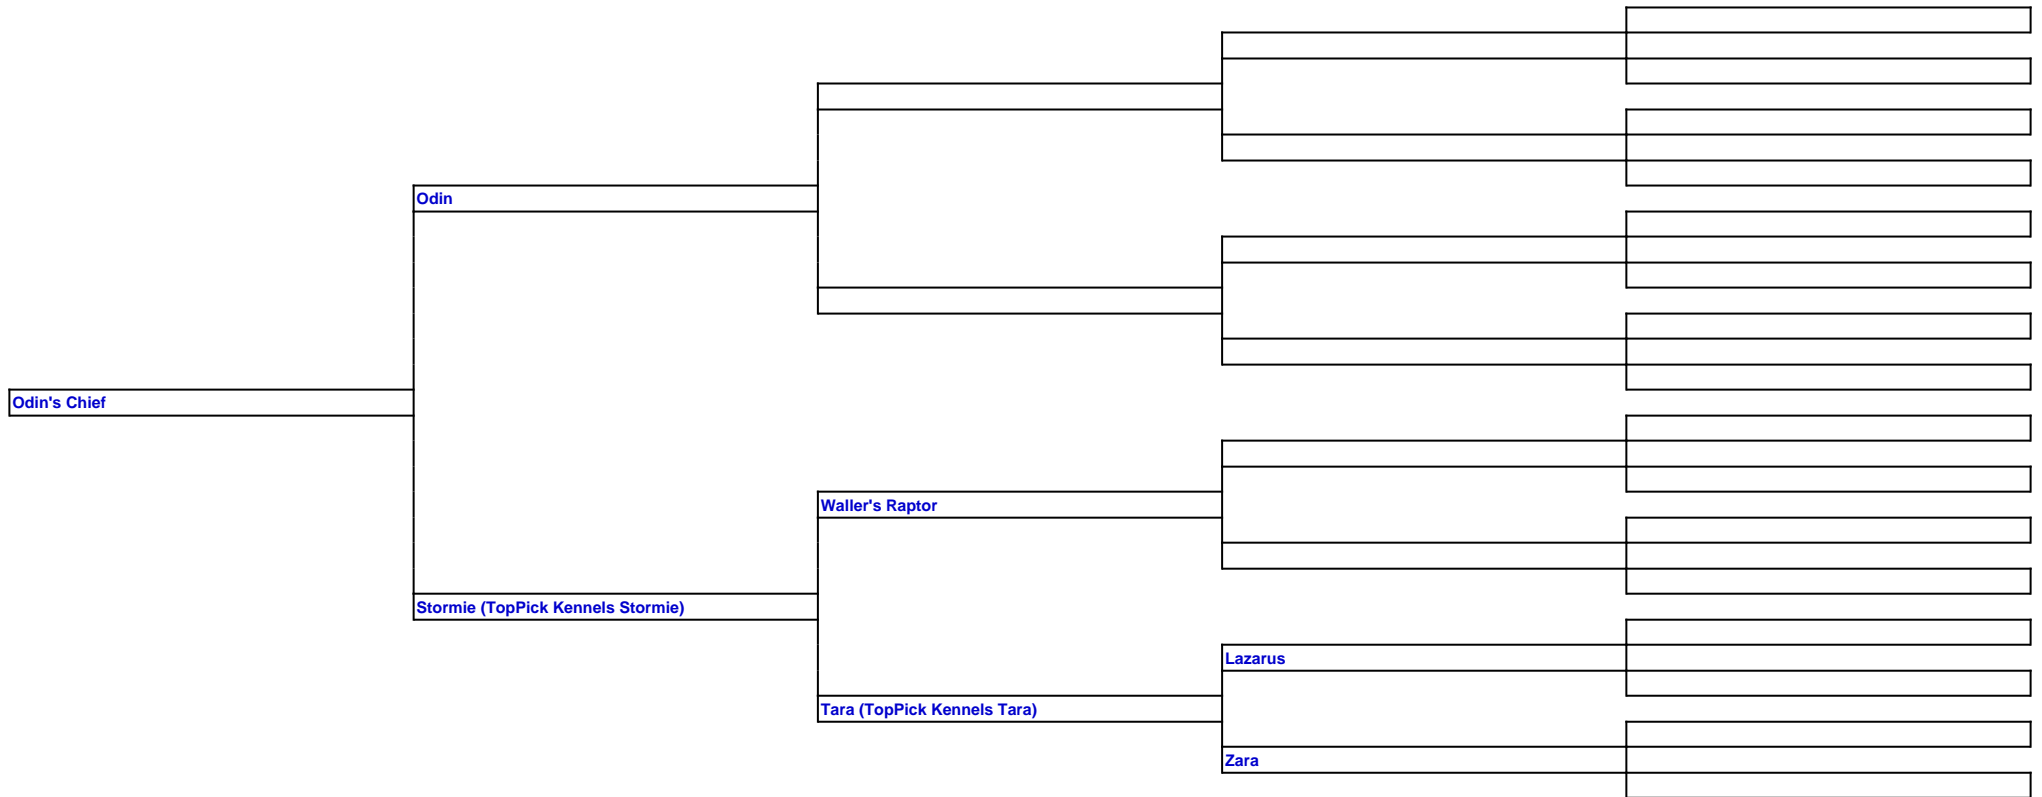 Odin
Odin's Chief
Waller's Raptor
Stormie (TopPick Kennels Stormie)
Lazarus
Tara (TopPick Kennels Tara)
Zara